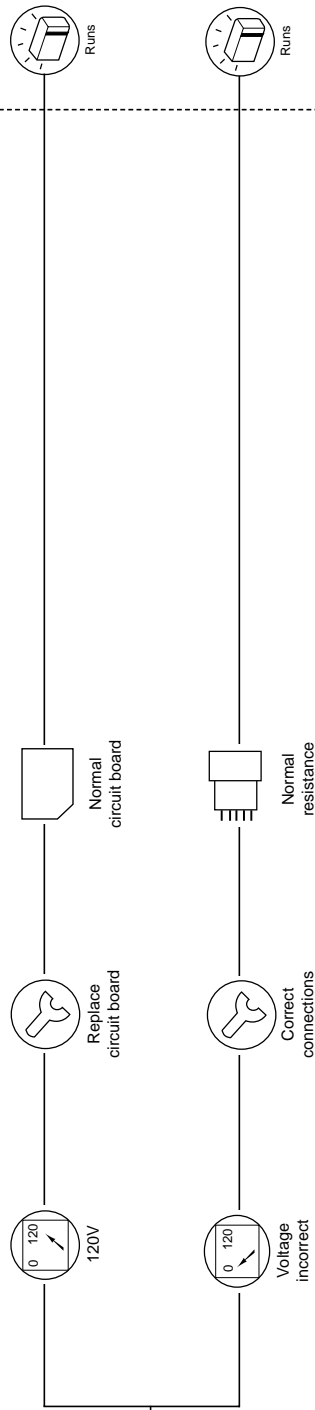 0 120
120V
Replace
circuit board
Normal
circuit board
Runs
0 120
Voltage
incorrect
Correct
connections
Normal
resistance
Runs